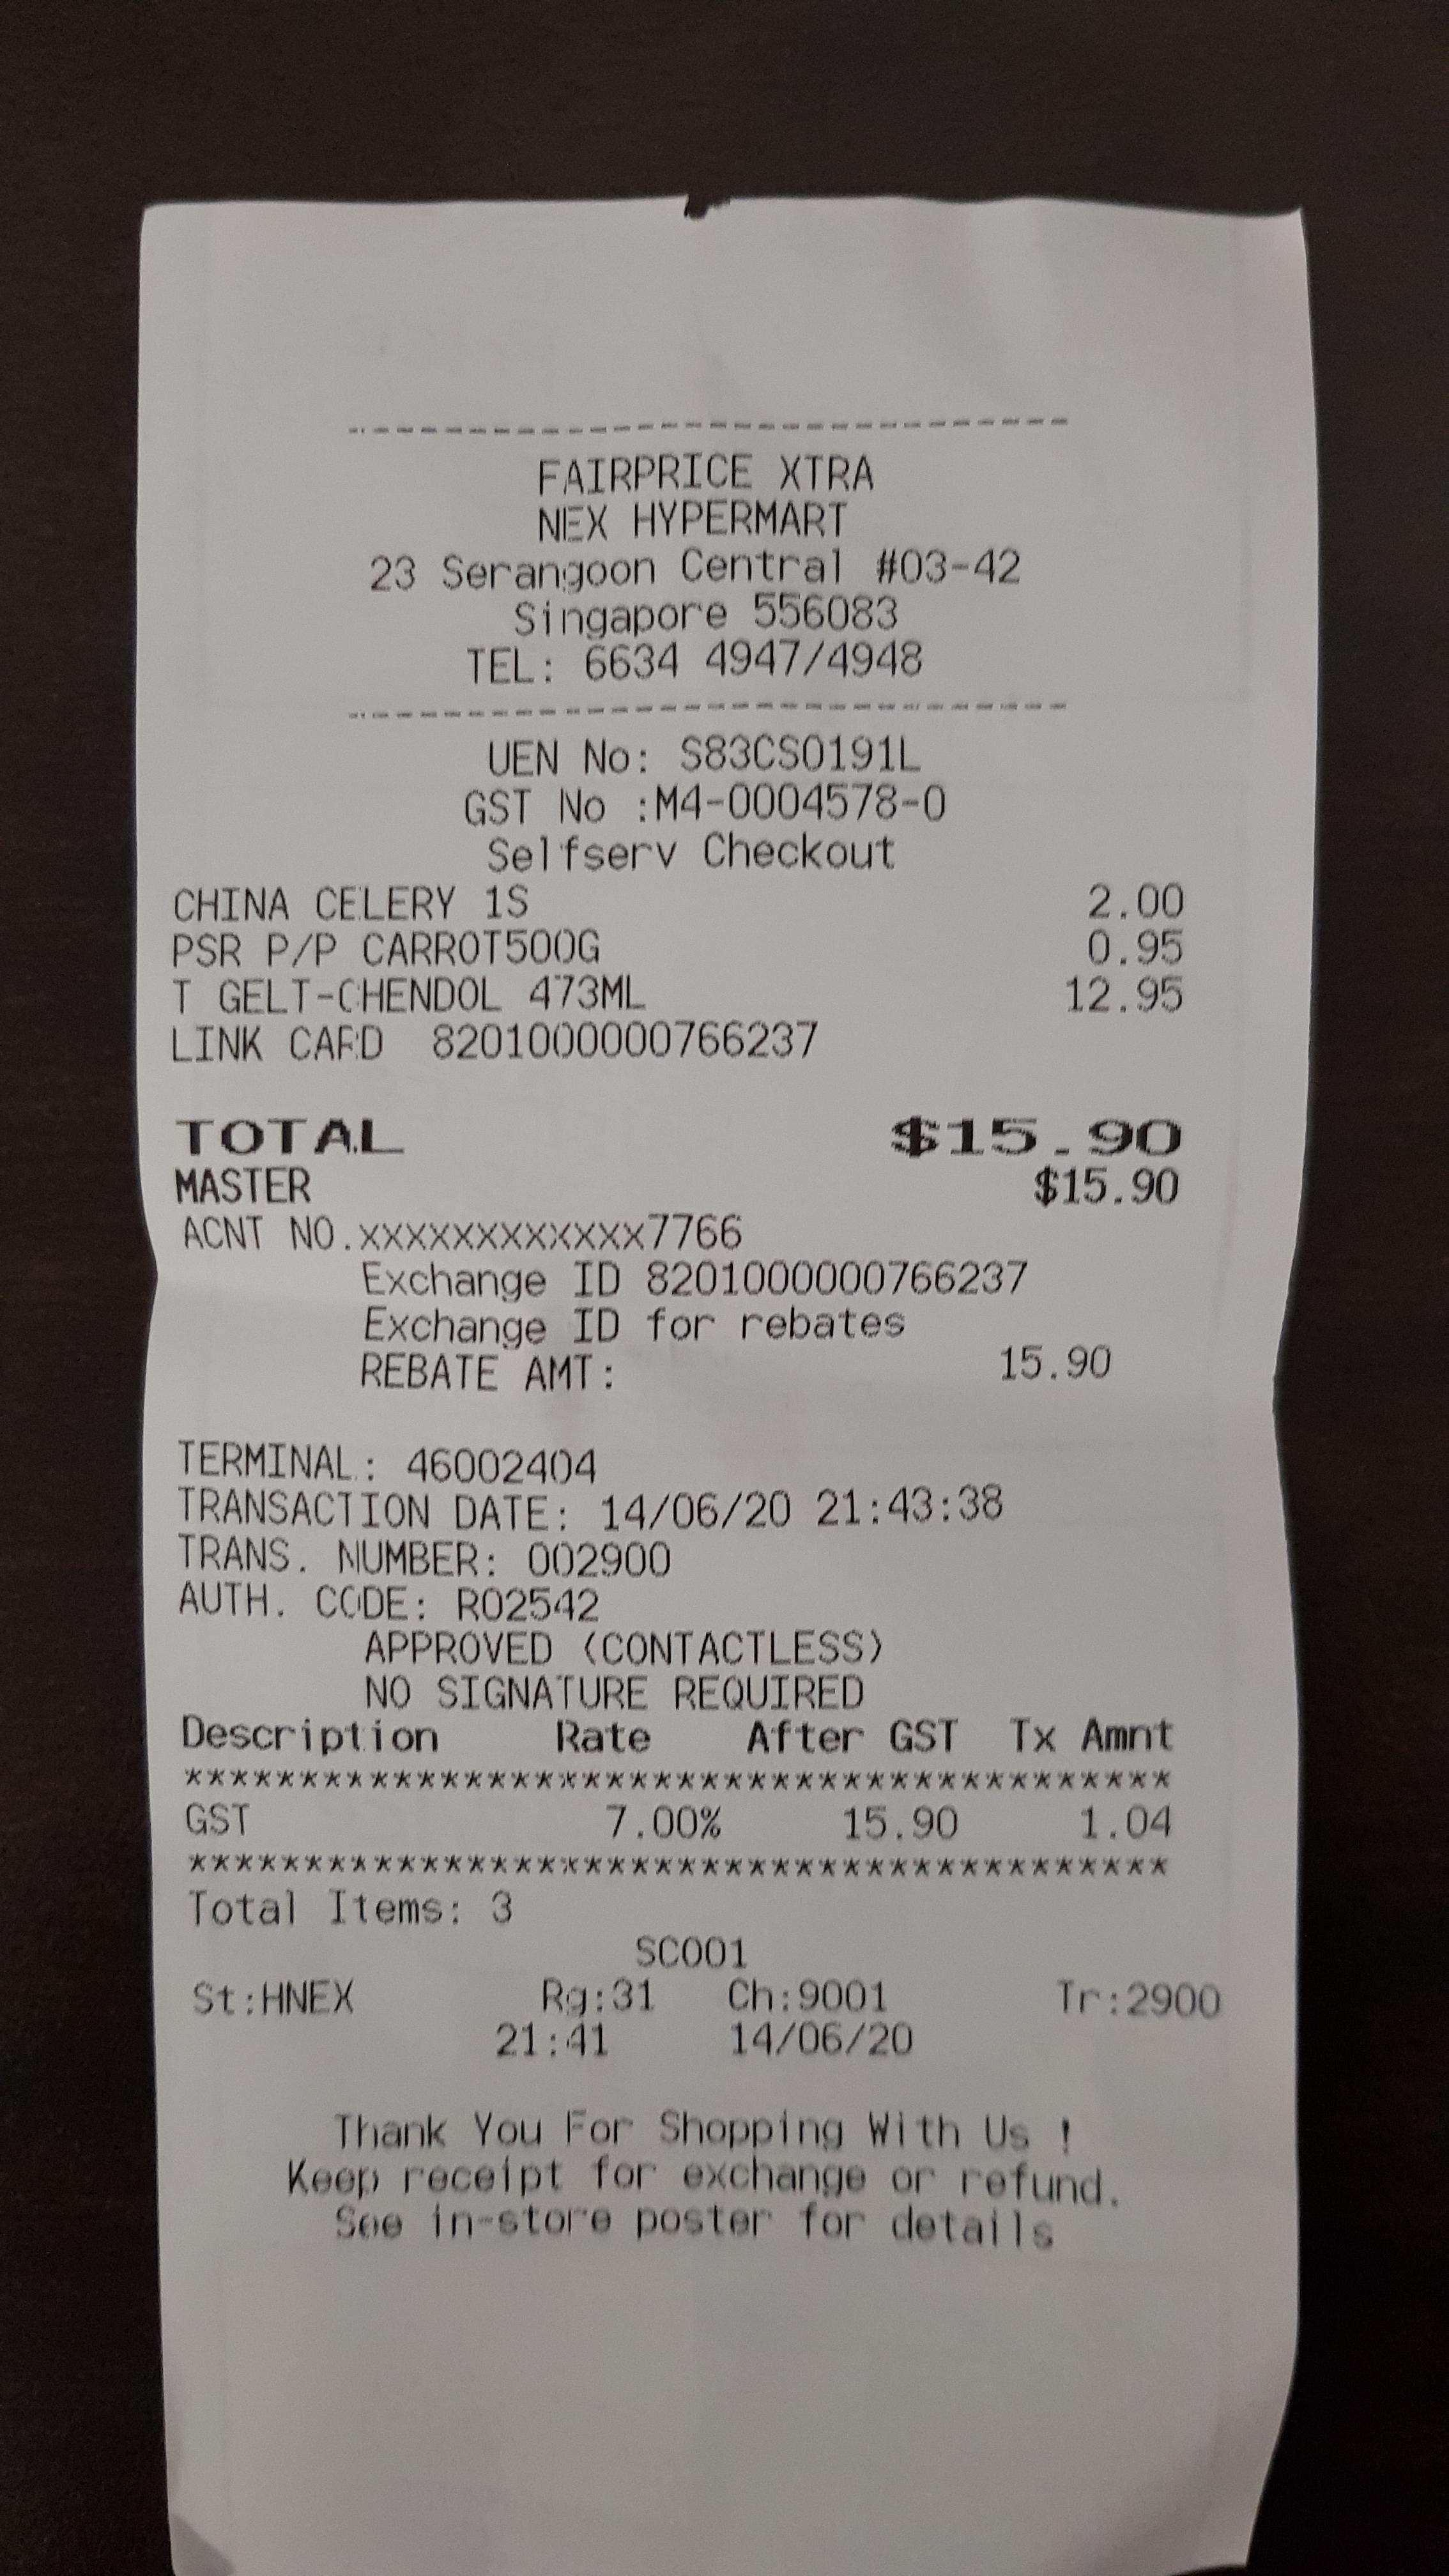 FAIRPRICE XTRA
NEX HYPERMART
23 Serangoon Central #03-42
Singapore 556083
TEL: 6634 4947/4948
UEN No: S83CS0191L
GST No :M4-0004578-0
Selfserv Checkout
CHINA CELERY 1S 2.00
PSR P/P CARROT500G 0.95
T GELT-CHENDOL 473ML 12.95
LINK CARD 8201000000766237
TOTAL $15.90
MASTER $15.90
ACNT NO.xxxxxxxxxxxx7766
Exchange ID 8201000000766237
Exchange ID for rebates
REBATE AMT: 15.90
TERMINAL: 46002404
TRANSACTION DATE: 14/06/20 21:43:38
TRANS. NUMBER: 002900
AUTH. CODE: R02542
APPROVED (CONTACTLESS)
NO SIGNATURE REQUIRED
Description Rate After GST Tx Amnt
******************************************
GST 7.00% 15.90 1.04
******************************************
Total Items: 3
SC001
St:HNEX Rg:31 Ch:9001 Tr:2900
21:41 14/06/20
Thank You For Shopping With Us !
Keep receipt for exchange or refund.
See in-store poster for details